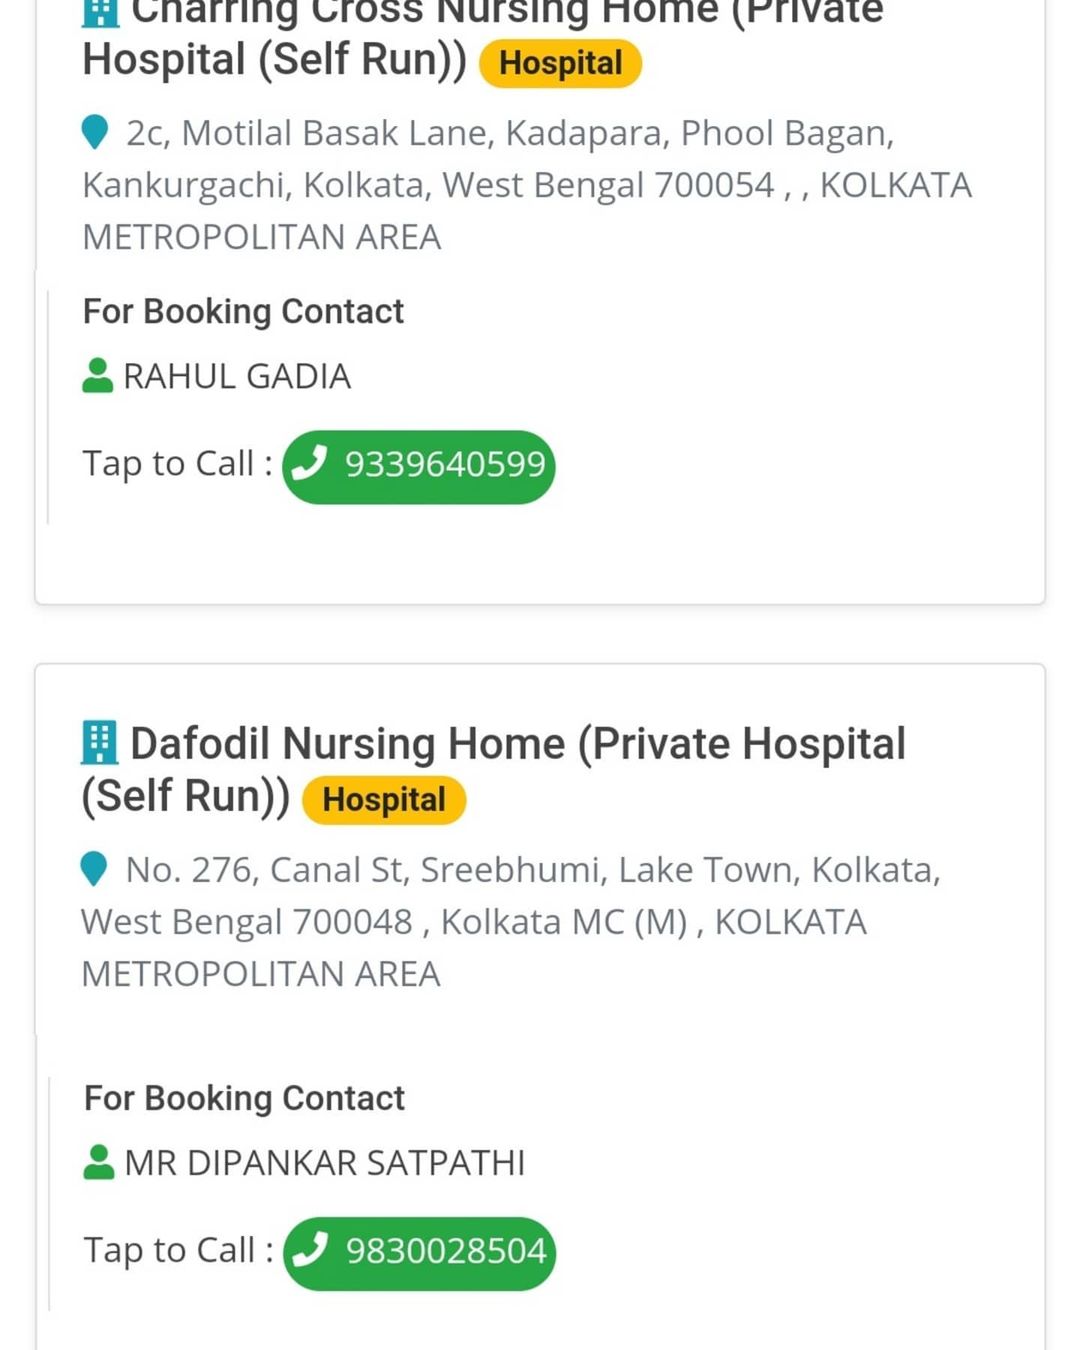 Charring Cross Nursing Home (Private
Hospital (Self Run)) Hospital
2c, Motilal Basak Lane, Kadapara, Phool Bagan,
Kankurgachi, Kolkata, West Bengal 700054 , , KOLKATA
METROPOLITAN AREA
For Booking Contact
RAHUL GADIA
Tap to Call : 9339640599
Dafodil Nursing Home (Private Hospital
(Self Run)) Hospital
No. 276, Canal St, Sreebhumi, Lake Town, Kolkata,
West Bengal 700048 , Kolkata MC (M) , KOLKATA
METROPOLITAN AREA
For Booking Contact
MR DIPANKAR SATPATHI
Tap to Call : 9830028504